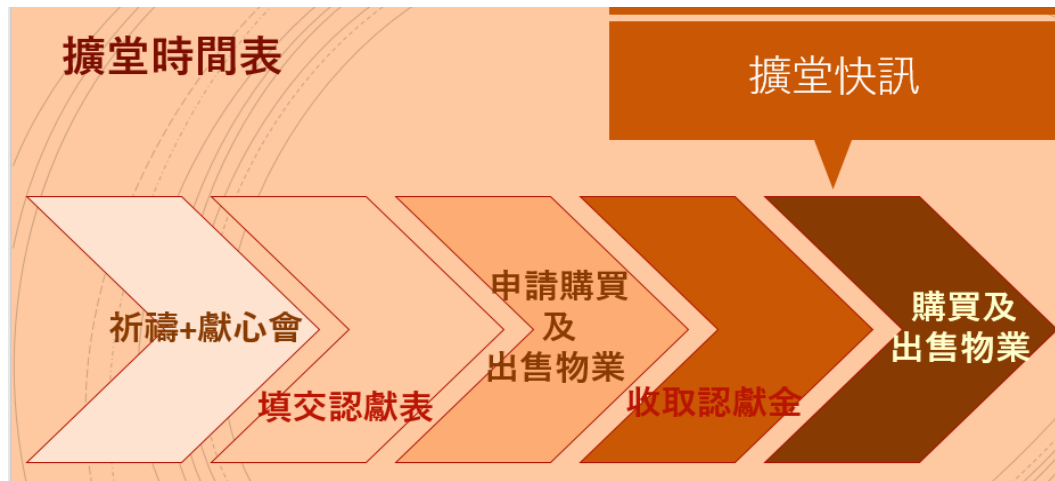 擴堂時間表
擴堂快訊
祈禱+獻心會
填交認獻表
申請購買
及
出售物業
收取認獻金
購買及
出售物業